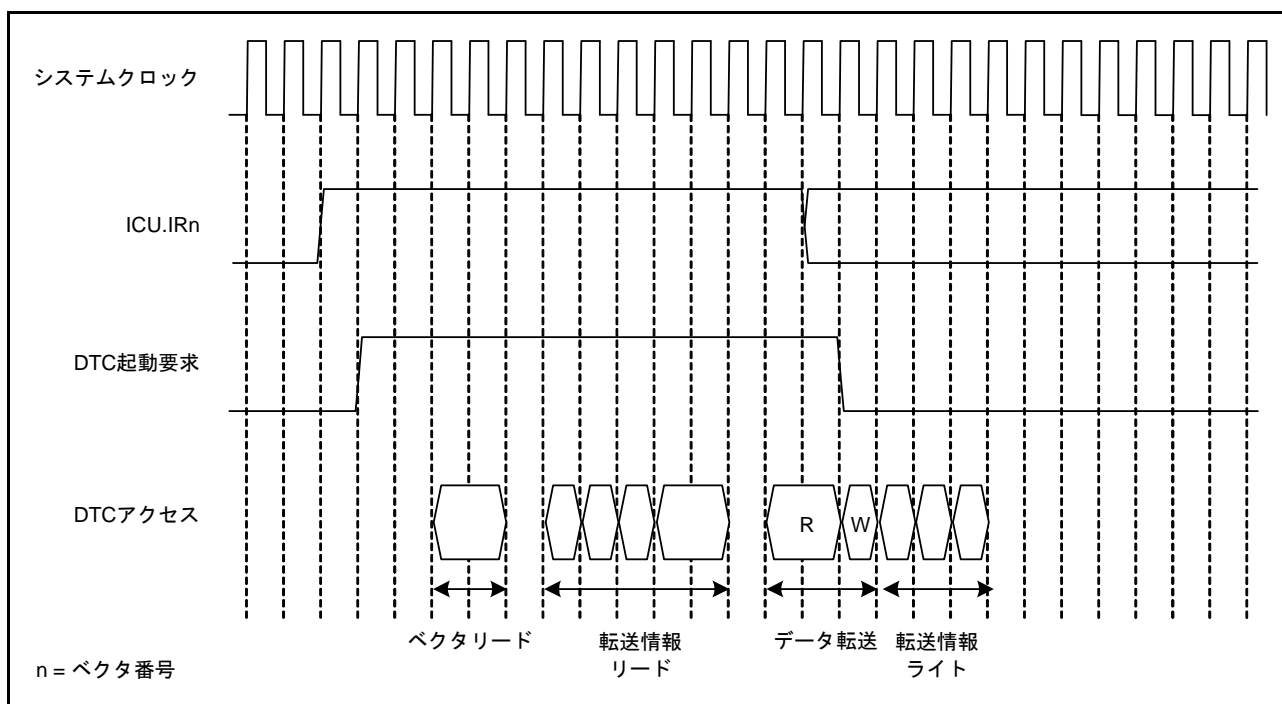 システムクロック
ICU.IRn
DTC起動要求
DTCアクセス
R
W
ベクタリード
転送情報
リード
データ転送
転送情報
ライト
n = ベクタ番号